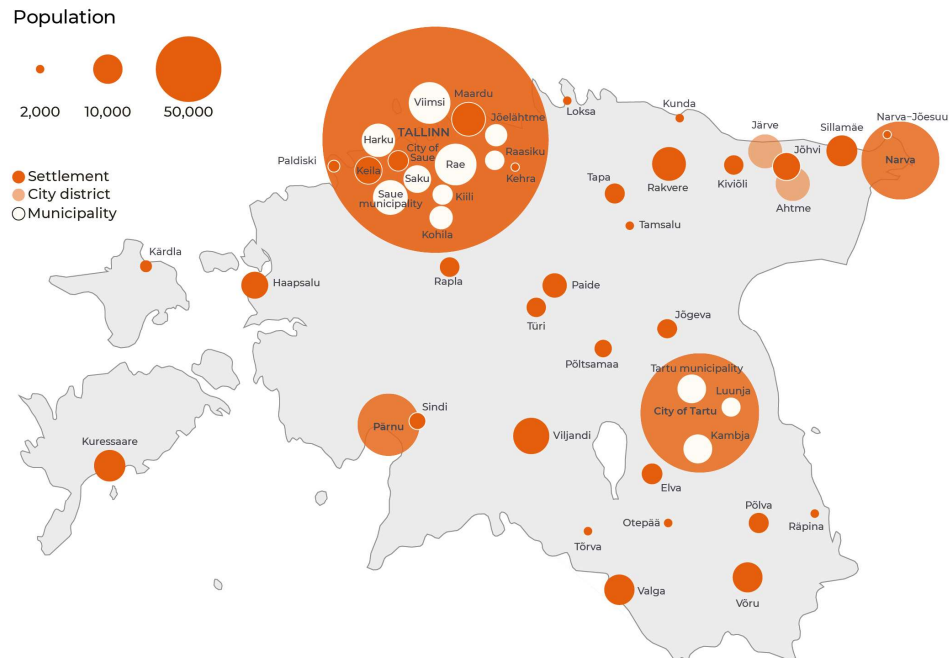 Population
2,000
10,000
50,000
Settlement
City district
Municipality
Viimsi
Maardu
Jõelähtme
TALLINN
Harku
City of
Saue
Rae
Raasiku
Paldiski
Keila
Saku
Kehra
Saue
municipality
Kiili
Kohila
Loksa
Kunda
Järve
Sillamäe
Narva-Jõesuu
Jõhvi
Narva
Tapa
Rakvere
Kiviõli
Ahtme
Tamsalu
Kärdla
Haapsalu
Rapla
Paide
Türi
Jõgeva
Põltsamaa
Tartu municipality
Luunja
City of Tartu
Kambja
Sindi
Pärnu
Viljandi
Kuressaare
Elva
Otepää
Põlva
Räpina
Tõrva
Valga
Võru